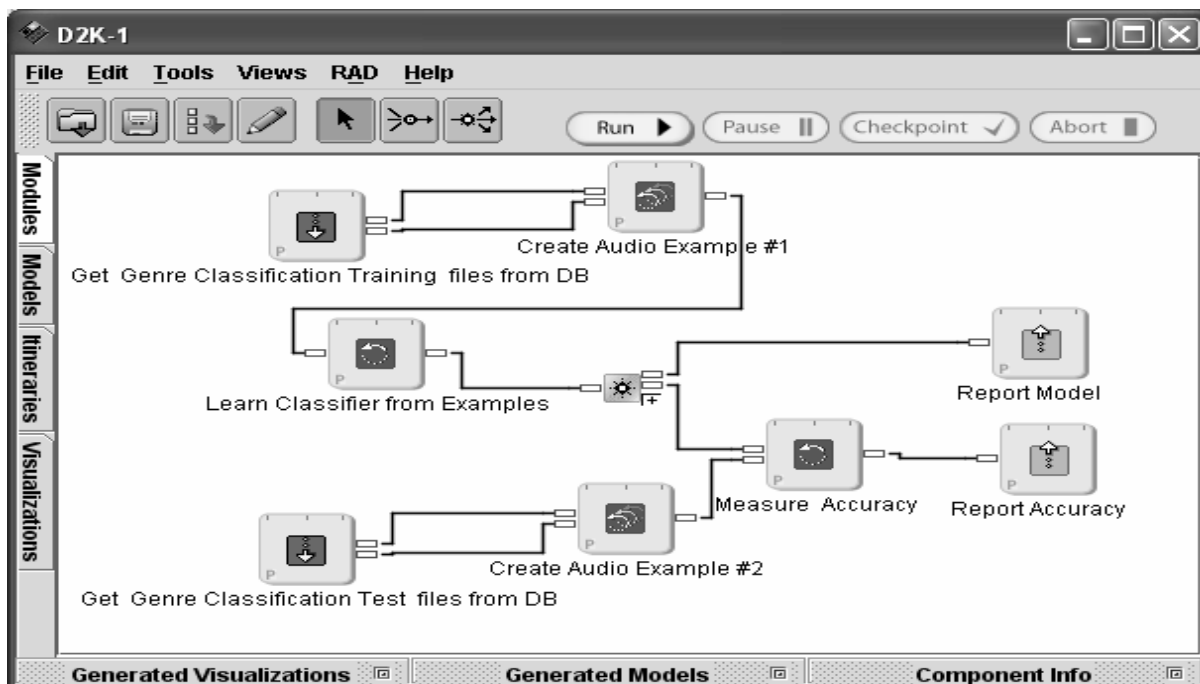 D2K-1
File Edit Tools Views RAD Help
Run Pause Checkpoint Abort
Modules
Models
Itineraries
Visualizations
P
P
Create Audio Example #1
Get Genre Classification Training files from DB
P
P
Learn Classifier from Examples
Report Model
P
P
Measure Accuracy
Report Accuracy
P
P
Create Audio Example #2
Get Genre Classification Test files from DB
Generated Visualizations
Generated Models
Component Info